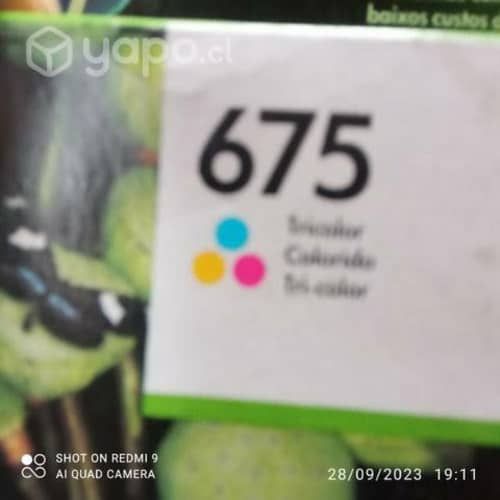 yapo.cl
baixos custos
675
Tricolor
Colorido
Tri-color
SHOT ON REDMI 9
AI QUAD CAMERA
28/09/2023 19:11